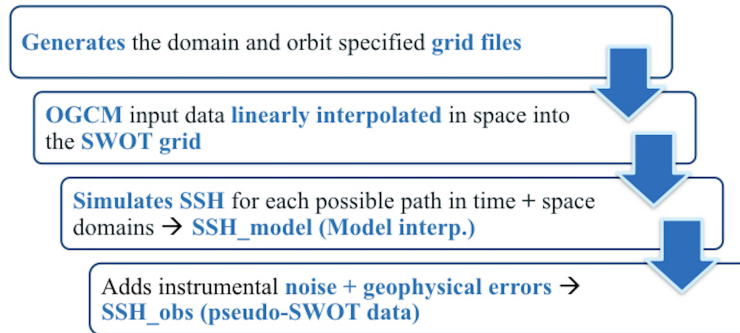 Generates the domain and orbit specified grid files
OGCM input data linearly interpolated in space into
the SWOT grid
Simulates SSH for each possible path in time + space
domains → SSH_model (Model interp.)
Adds instrumental noise + geophysical errors →
SSH_obs (pseudo-SWOT data)